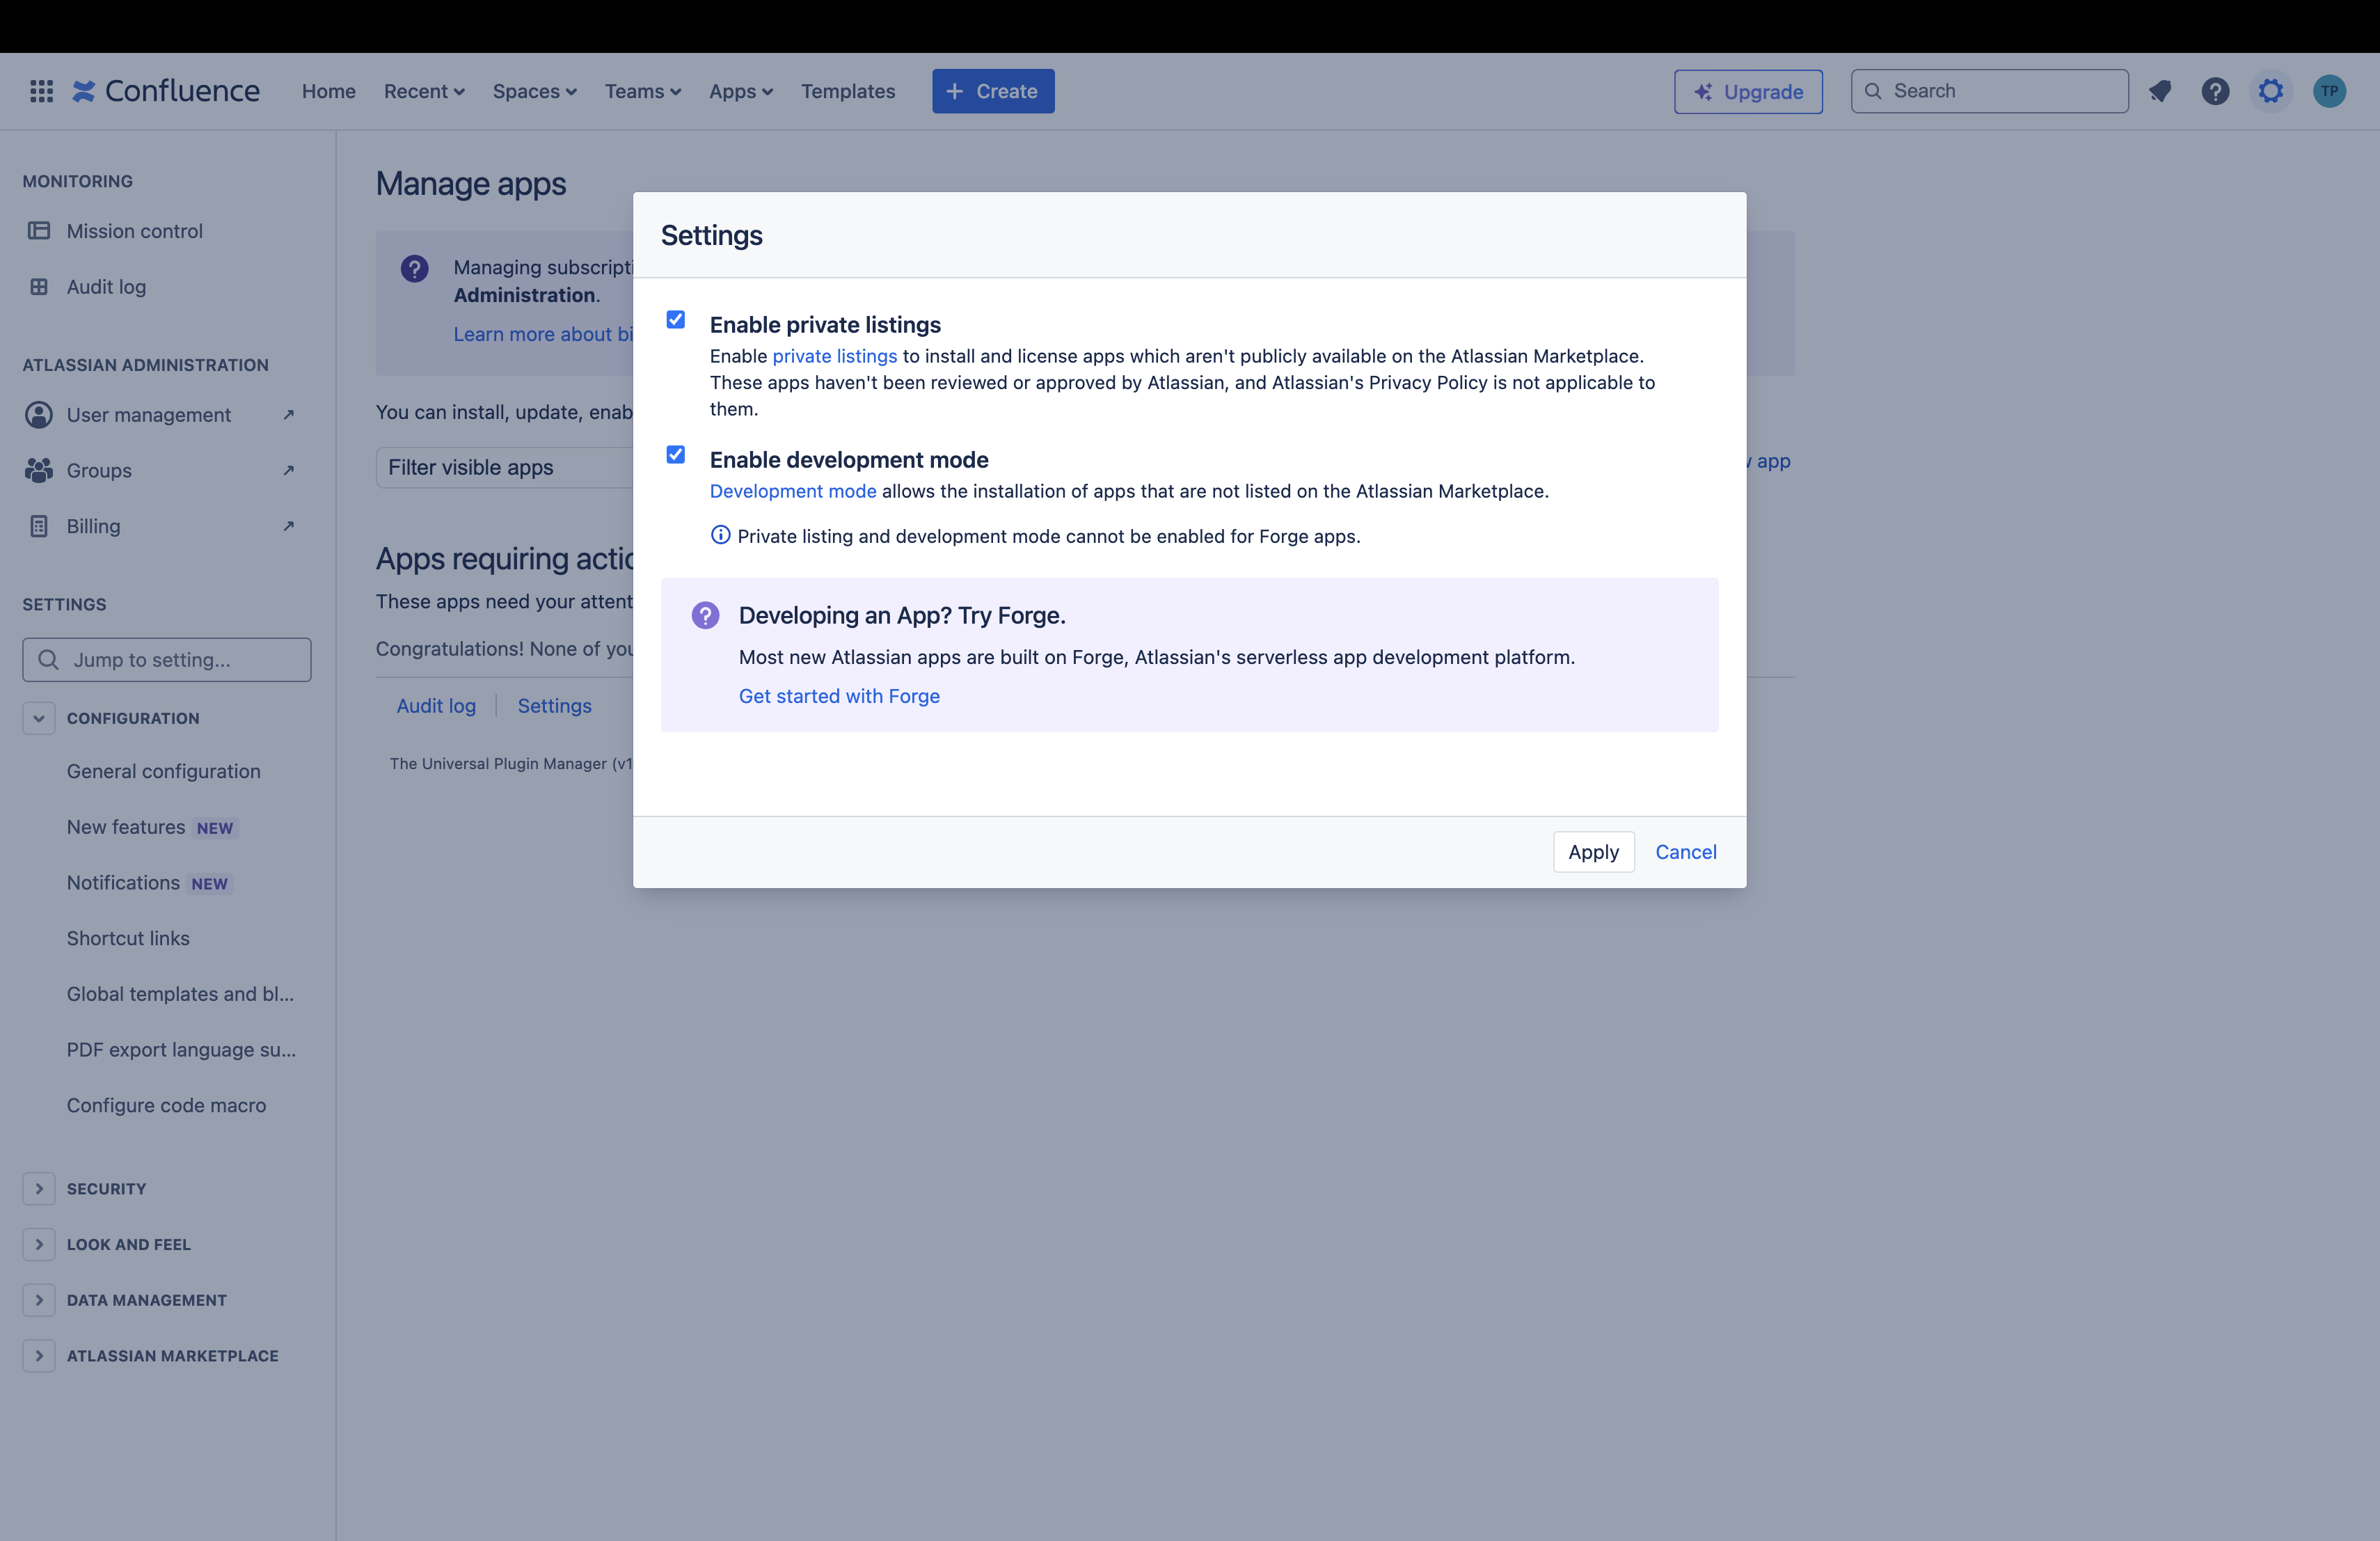 Confluence
Home
Recent
Spaces
Teams
Apps
Templates
+ Create
Upgrade
Search
TP
MONITORING
Mission control
Audit log
ATLASSIAN ADMINISTRATION
User management
Groups
Billing
SETTINGS
Jump to setting...
CONFIGURATION
General configuration
New features NEW
Notifications NEW
Shortcut links
Global templates and bl...
PDF export language su...
Configure code macro
SECURITY
LOOK AND FEEL
DATA MANAGEMENT
ATLASSIAN MARKETPLACE
Manage apps
Managing subscripti
Administration.
Learn more about bi
You can install, update, enab
Filter visible apps
app
Apps requiring actio
These apps need your attent
Congratulations! None of you
Audit log
Settings
The Universal Plugin Manager (v1
Settings
Enable private listings
Enable private listings to install and license apps which aren't publicly available on the Atlassian Marketplace.
These apps haven't been reviewed or approved by Atlassian, and Atlassian's Privacy Policy is not applicable to
them.
Enable development mode
Development mode allows the installation of apps that are not listed on the Atlassian Marketplace.
Private listing and development mode cannot be enabled for Forge apps.
Developing an App? Try Forge.
Most new Atlassian apps are built on Forge, Atlassian's serverless app development platform.
Get started with Forge
Apply
Cancel